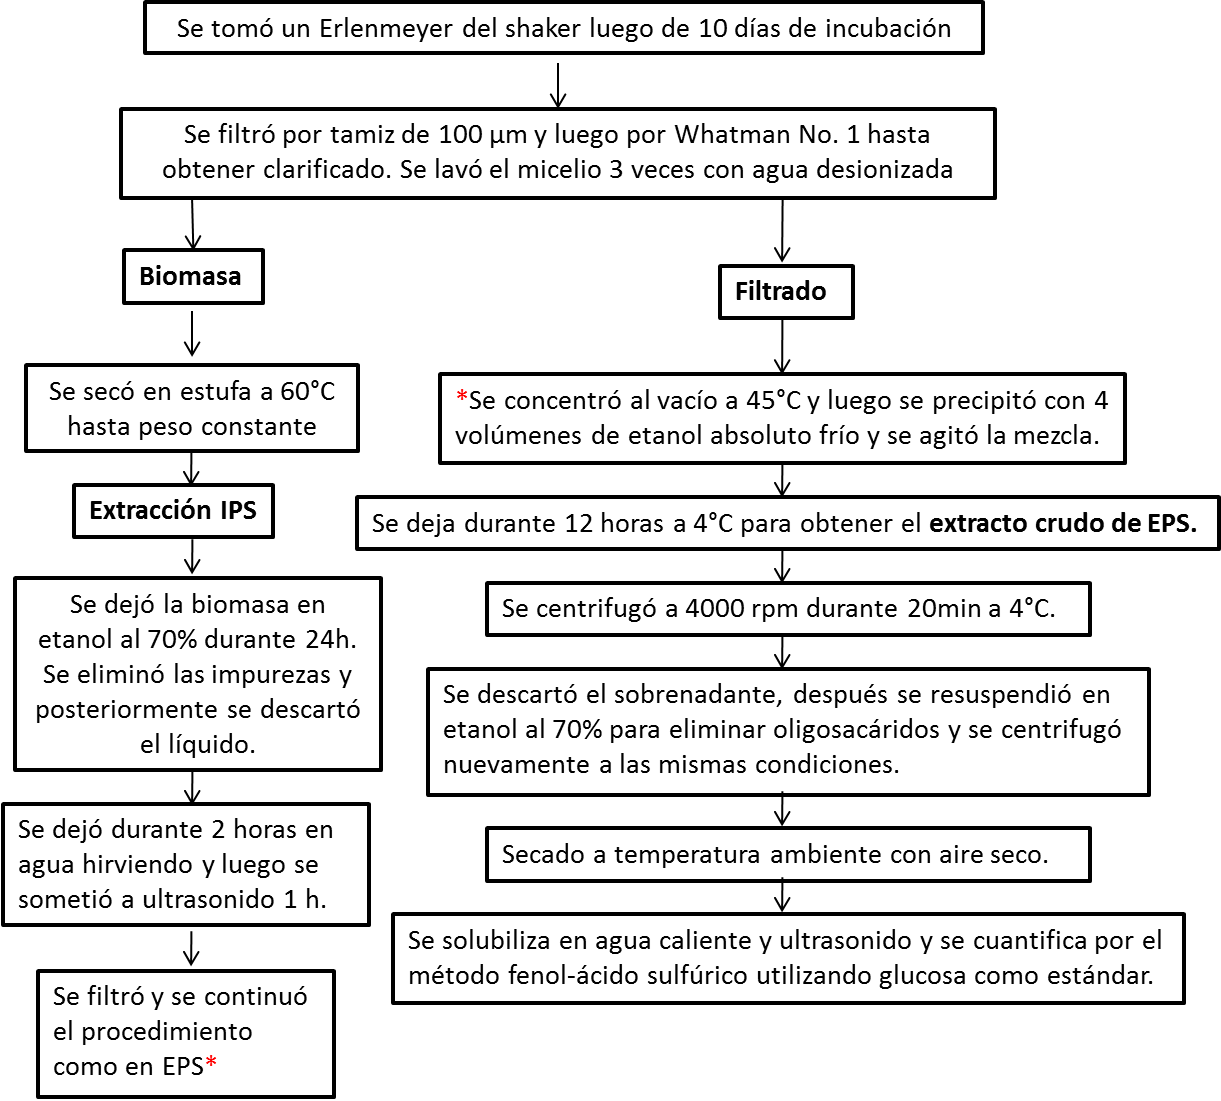 Se tomó un Erlenmeyer del shaker luego de 10 días de incubación
Se filtró por tamiz de 100 µm y luego por Whatman No. 1 hasta
obtener clarificado. Se lavó el micelio 3 veces con agua desionizada
Biomasa
Se secó en estufa a 60°C
hasta peso constante
Extracción IPS
Se dejó la biomasa en
etanol al 70% durante 24h.
Se eliminó las impurezas y
posteriormente se descartó
el líquido.
Se dejó durante 2 horas en
agua hirviendo y luego se
sometió a ultrasonido 1 h.
Se filtró y se continuó
el procedimiento
como en EPS*
Filtrado
*Se concentró al vacío a 45°C y luego se precipitó con 4
volúmenes de etanol absoluto frío y se agitó la mezcla.
Se deja durante 12 horas a 4°C para obtener el extracto crudo de EPS.
Se centrifugó a 4000 rpm durante 20min a 4°C.
Se descartó el sobrenadante, después se resuspendió en
etanol al 70% para eliminar oligosacáridos y se centrifugó
nuevamente a las mismas condiciones.
Secado a temperatura ambiente con aire seco.
Se solubiliza en agua caliente y ultrasonido y se cuantifica por el
método fenol-ácido sulfúrico utilizando glucosa como estándar.